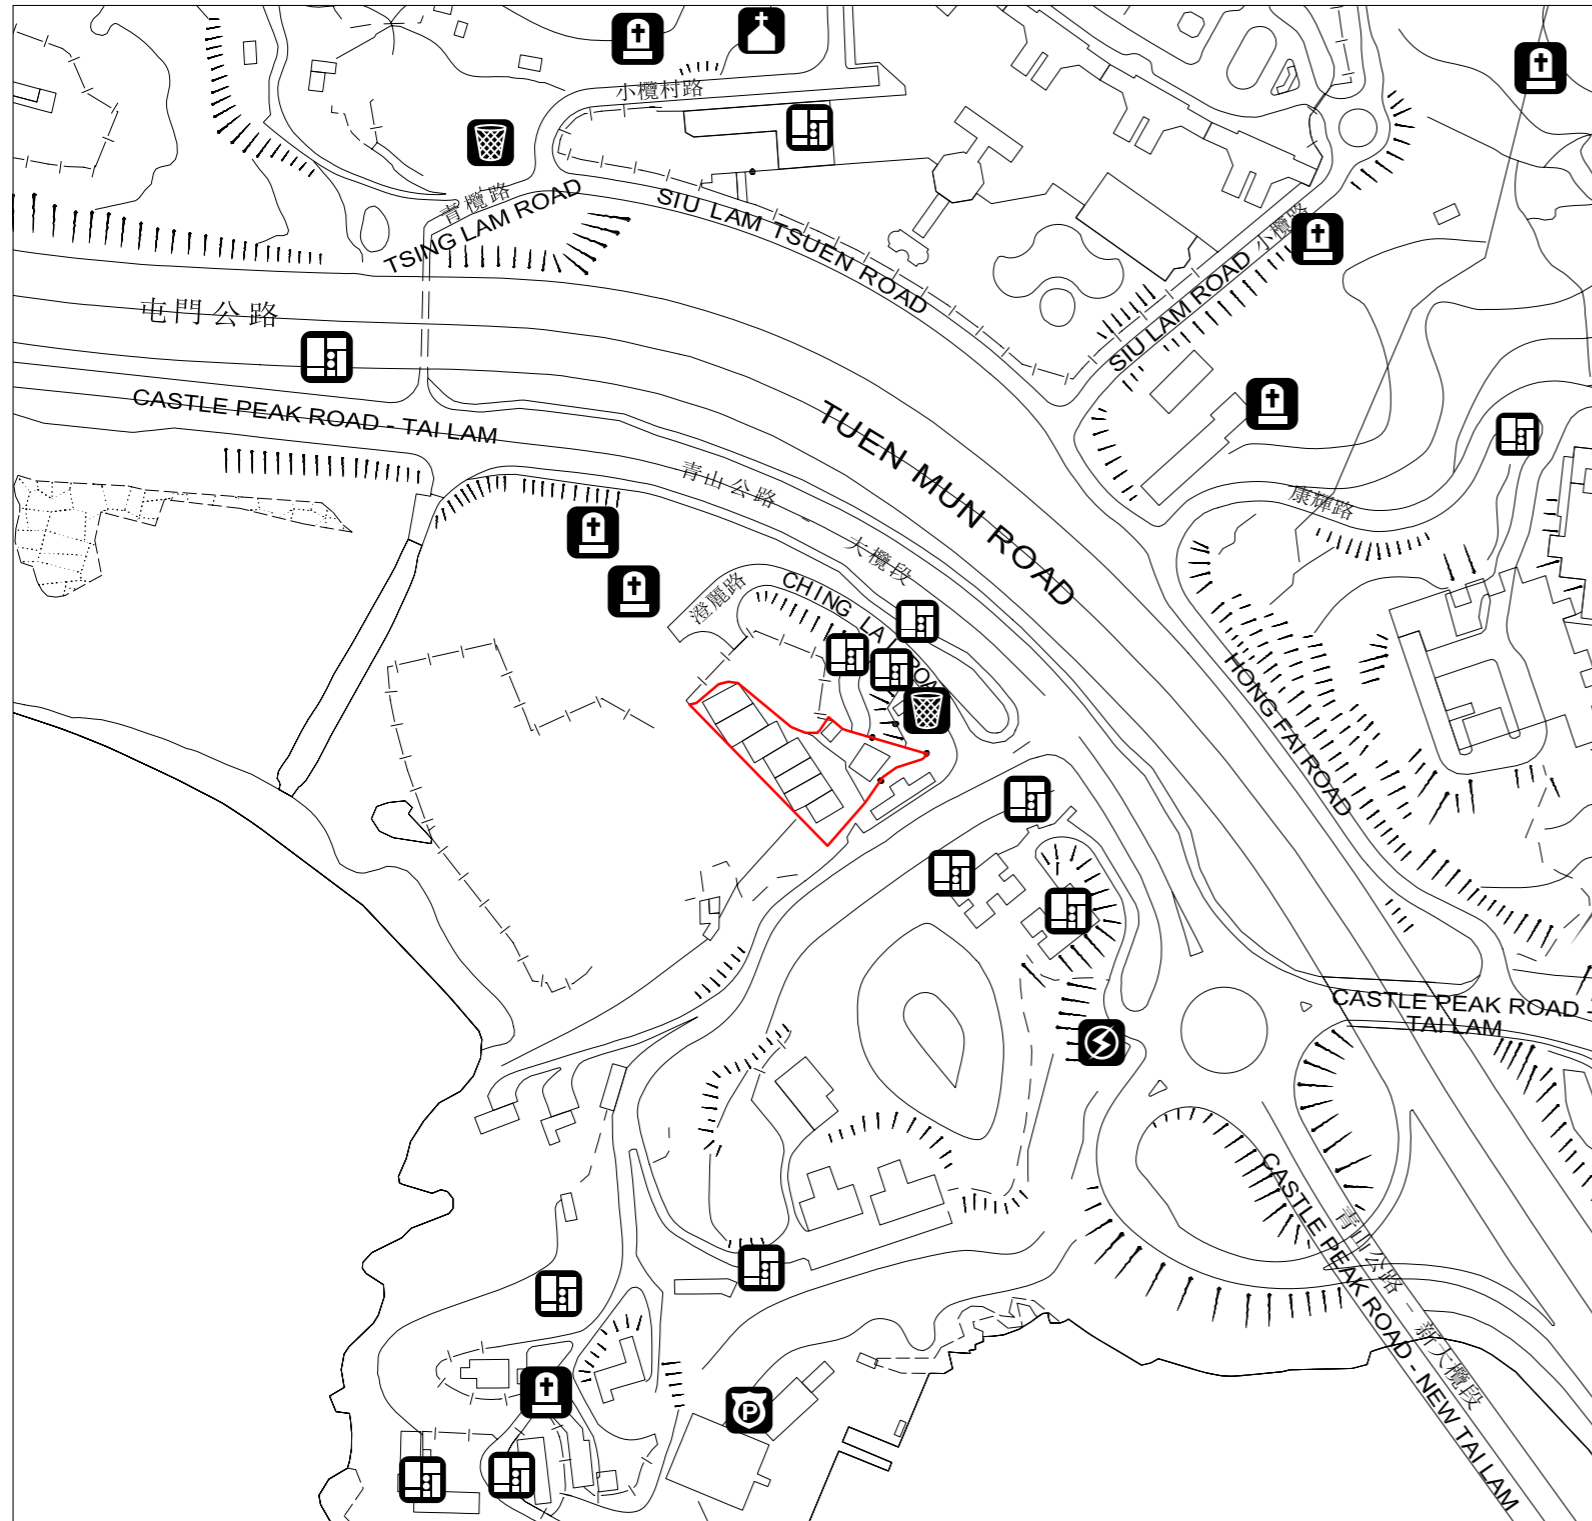 小欖村路
青欖路
TSING LAM ROAD
SIU LAM TSUEN ROAD
小欖路
SIU LAM ROAD
屯門公路
CASTLE PEAK ROAD - TAI LAM
TUEN MUN ROAD
青山公路 - 大欖段
康輝路
澄麗路
CHING LAI ROAD
HONG FAI ROAD
CASTLE PEAK ROAD -
TAI LAM
青山公路 - 新大欖段
CASTLE PEAK ROAD - NEW TAI LAM
P